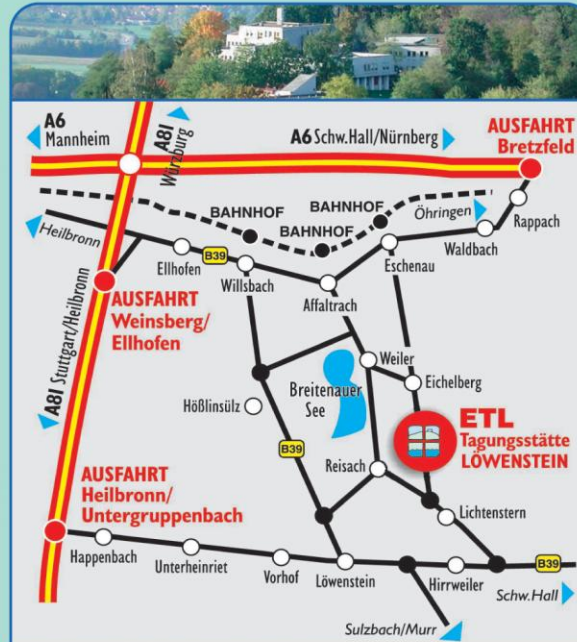 A6
Mannheim
A81
Würzburg
A6 Schw.Hall/Nürnberg
AUSFAHRT
Bretzfeld
Heilbronn
BAHNHOF
BAHNHOF
BAHNHOF
Öhringen
Rappach
Waldbach
Eschenau
B39
Ellhofen
Willsbach
Affaltrach
AUSFAHRT
Weinsberg/
Ellhofen
A81 Stuttgart/Heilbronn
Weiler
Eichelberg
Breitenauer
See
Hößlinsülz
ETL
Tagungsstätte
LÖWENSTEIN
B39
Reisach
AUSFAHRT
Heilbronn/
Untergruppenbach
Lichtenstern
Happenbach
Unterheinriet
Vorhof
Löwenstein
Hirrweiler
B39
Schw.Hall
Sulzbach/Murr